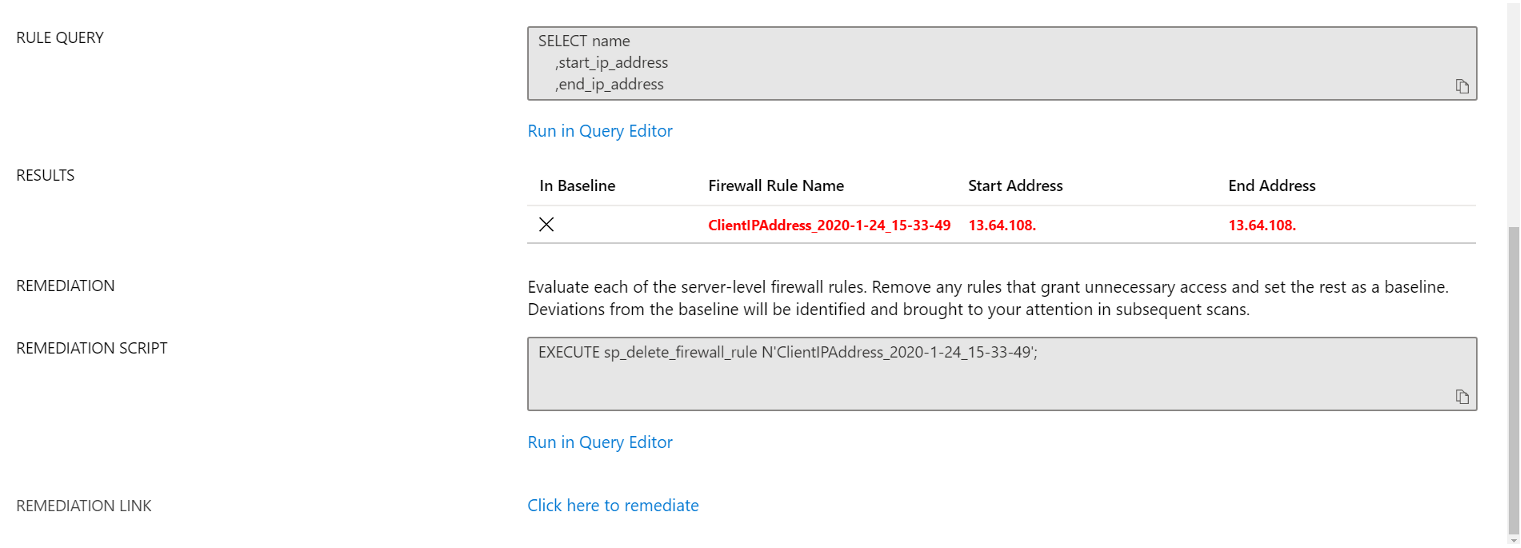 RULE QUERY
SELECT name
,start_ip_address
,end_ip_address
Run in Query Editor
RESULTS
In Baseline Firewall Rule Name Start Address End Address
ClientIPAddress_2020-1-24_15-33-49 13.64.108. 13.64.108.
REMEDIATION
Evaluate each of the server-level firewall rules. Remove any rules that grant unnecessary access and set the rest as a baseline.
Deviations from the baseline will be identified and brought to your attention in subsequent scans.
REMEDIATION SCRIPT
EXECUTE sp_delete_firewall_rule N'ClientIPAddress_2020-1-24_15-33-49';
Run in Query Editor
REMEDIATION LINK
Click here to remediate